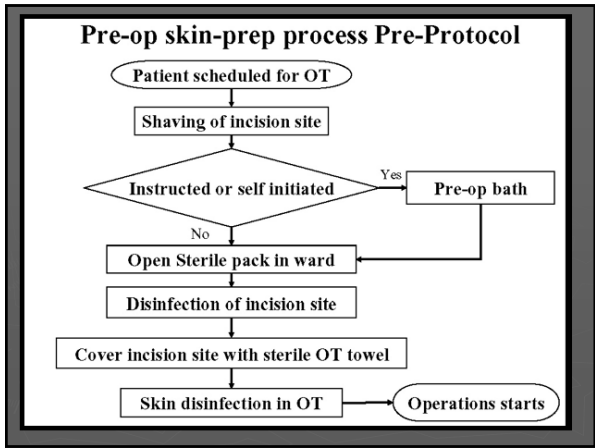 Pre-op skin-prep process Pre-Protocol
Patient scheduled for OT
Shaving of incision site
Instructed or self initiated
Yes
Pre-op bath
No
Open Sterile pack in ward
Disinfection of incision site
Cover incision site with sterile OT towel
Skin disinfection in OT
Operations starts